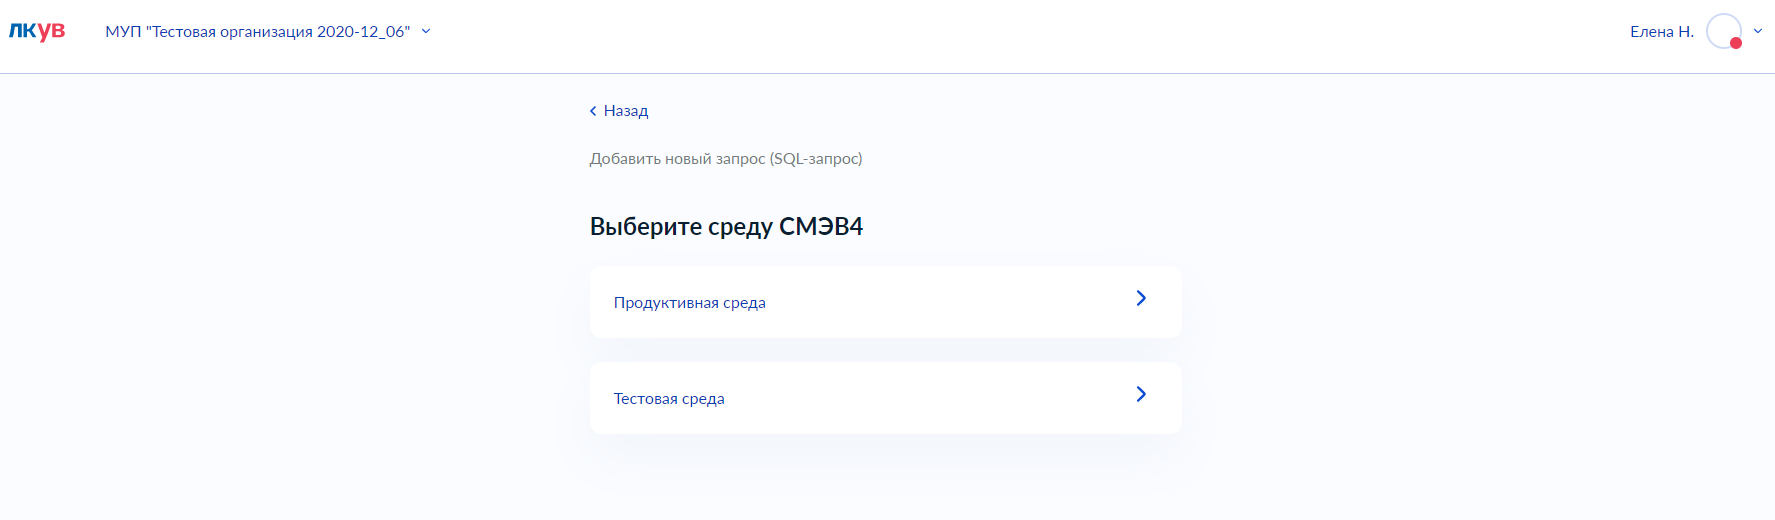 ЛКУВ
МУП "Тестовая организация 2020-12_06"
Елена Н.
Назад
Добавить новый запрос (SQL-запрос)
Выберите среду СМЭВ4
Продуктивная среда
Тестовая среда